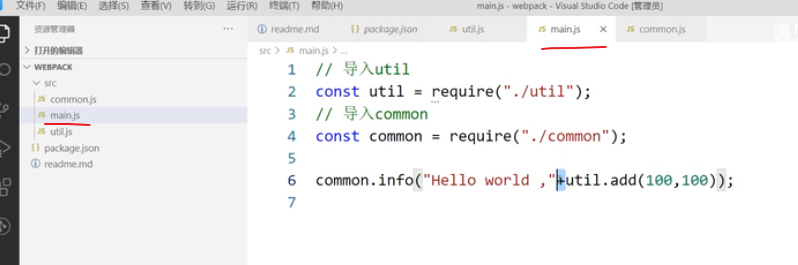 文件(F) 编辑(E) 选择(S) 查看(V) 转到(G) 运行(R) 终端(T) 帮助(H)
main.js - webpack - Visual Studio Code [管理员]
资源管理器 ...
打开的编辑器
WEBPACK
src
JS common.js
JS main.js
JS util.js
package.json
readme.md
readme.md package.json JS util.js JS main.js × JS common.js
src > JS main.js > ...
1 // 导入util
2 const util = require("./util");
3 // 导入common
4 const common = require("./common");
5
6 common.info("Hello world ,"+util.add(100,100));
7